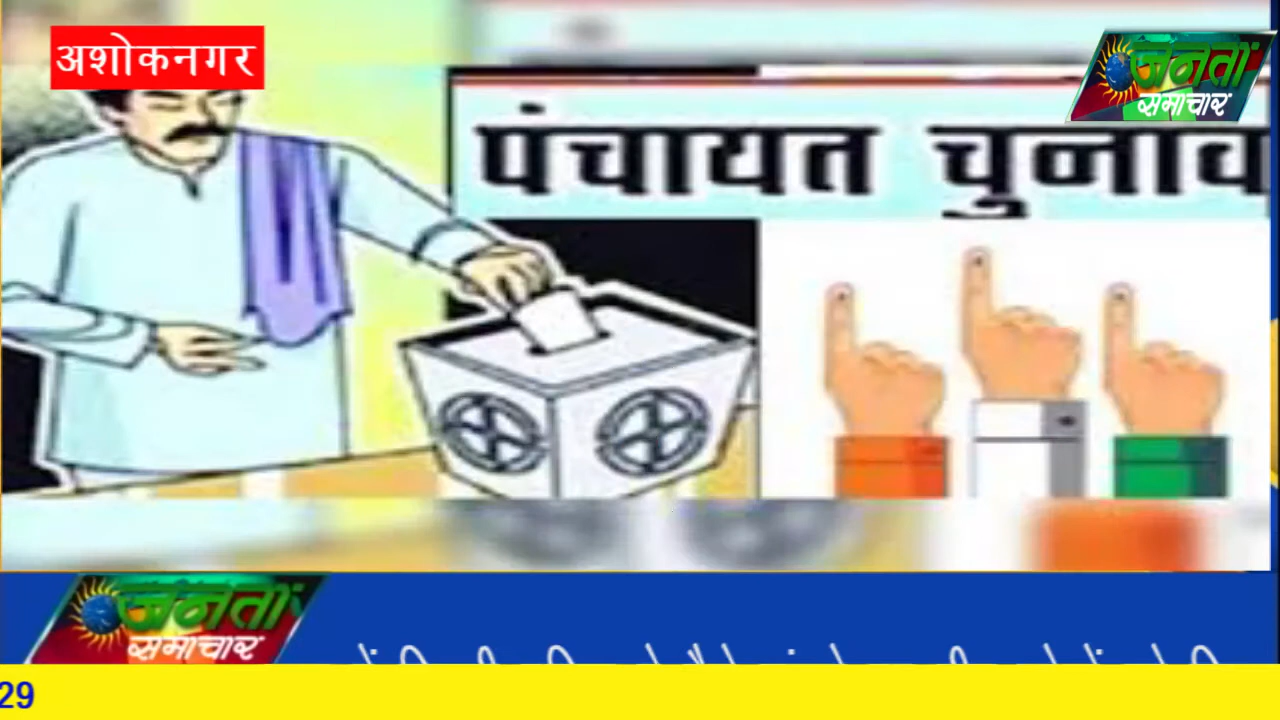 अशोकनगर
जनता
समाचार
पंचायत चुनाव
जनता
समाचार
29